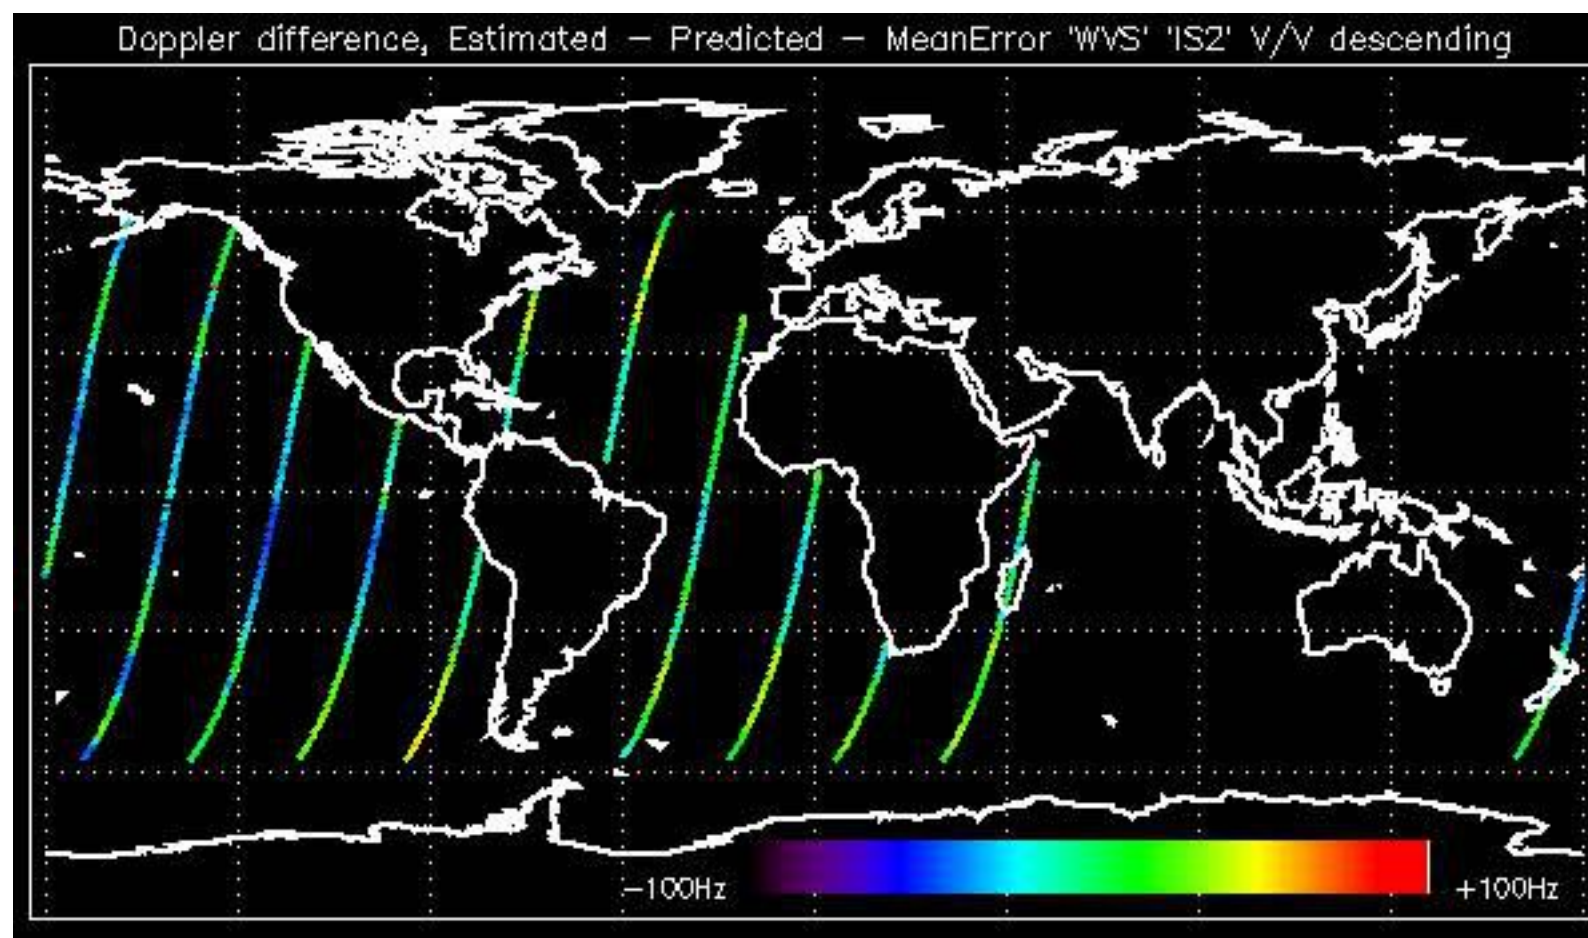 Doppler difference, Estimated – Predicted – MeanError 'WVS' 'IS2' V/V descending
−100Hz +100Hz